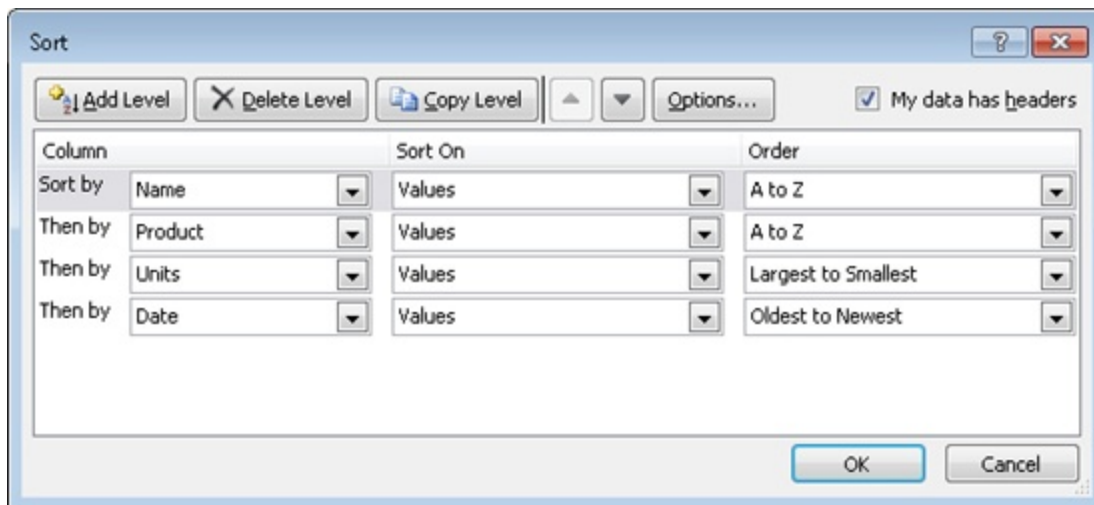 Sort
Add Level Delete Level Copy Level Options... My data has headers
Column Sort On Order
Sort by Name Values A to Z
Then by Product Values A to Z
Then by Units Values Largest to Smallest
Then by Date Values Oldest to Newest
OK Cancel